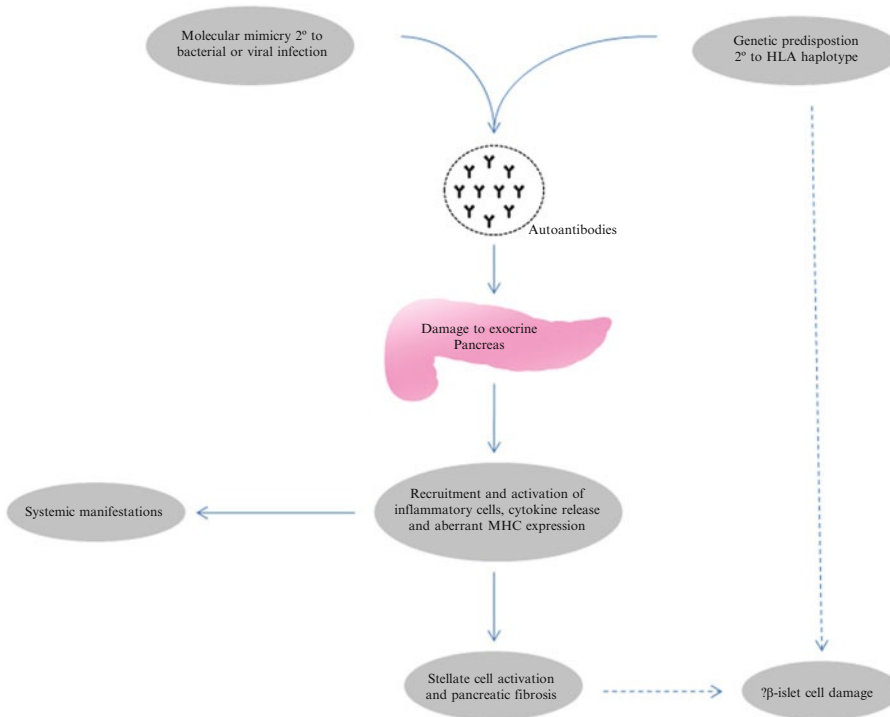 Molecular mimicry 2º to
bacterial or viral infection
Genetic predispostion
2º to HLA haplotype
Autoantibodies
Damage to exocrine
Pancreas
Recruitment and activation of
inflammatory cells, cytokine release
and aberrant MHC expression
Systemic manifestations
Stellate cell activation
and pancreatic fibrosis
?β-islet cell damage